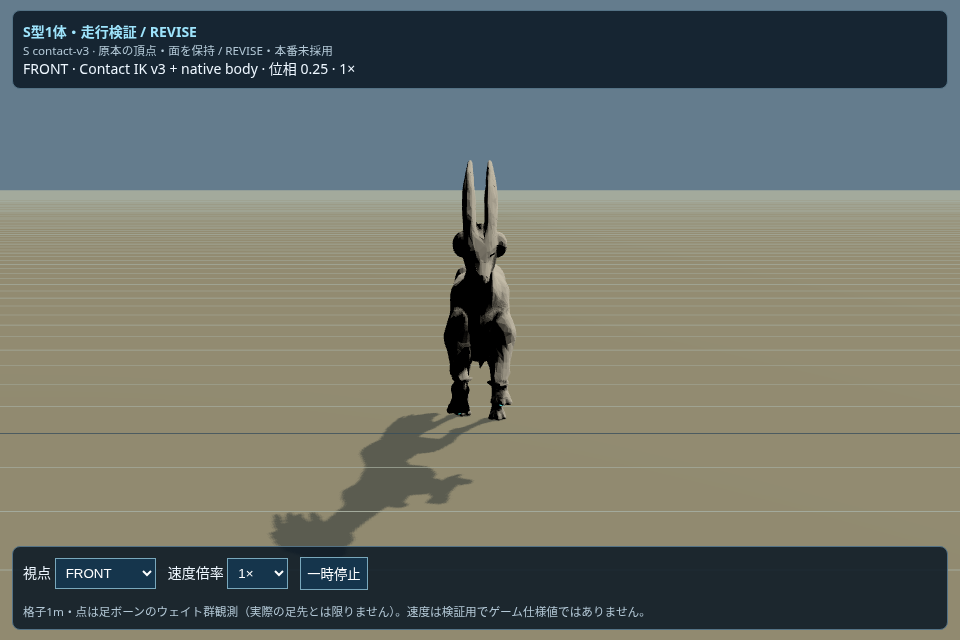 S型1体・走行検証 / REVISE
S contact-v3 · 原本の頂点・面を保持 / REVISE・本番未採用
FRONT · Contact IK v3 + native body · 位相 0.25 · 1×
視点 FRONT 速度倍率 1× 一時停止
格子1m・点は足ボーンのウェイト群観測（実際の足先とは限りません）。速度は検証用でゲーム仕様値ではありません。